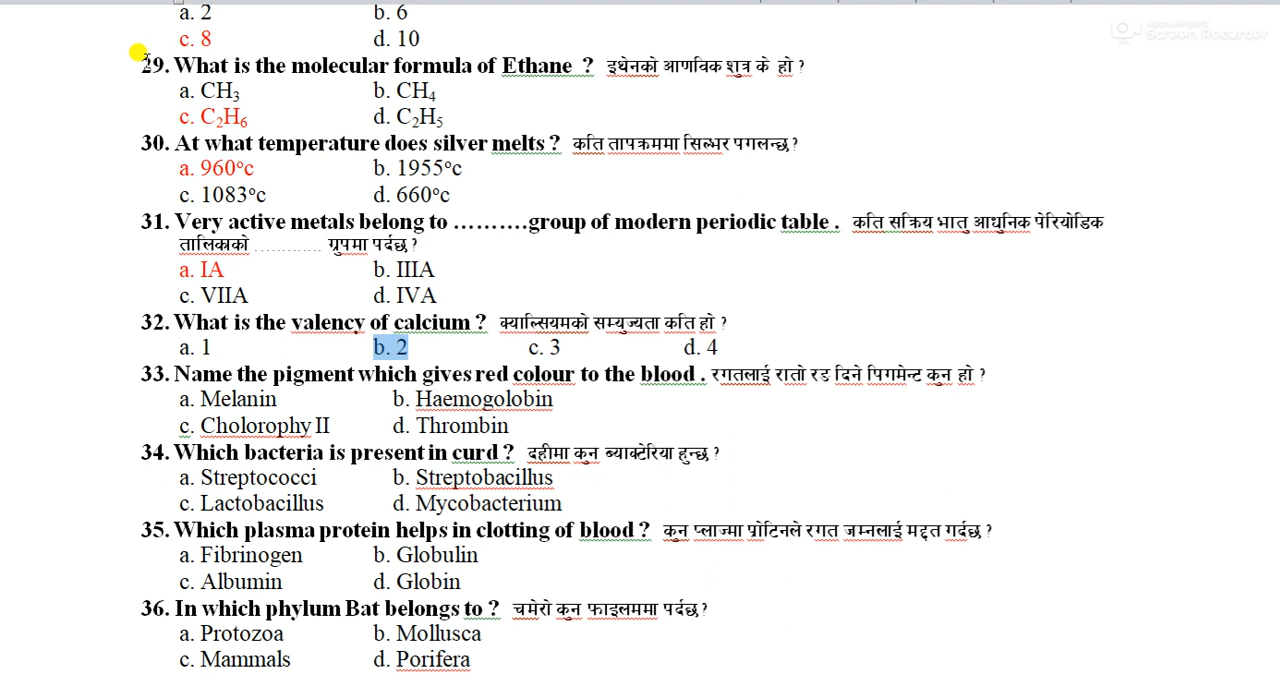 a. 2 b. 6
c. 8 d. 10
29. What is the molecular formula of Ethane ? इथेनको आणविक शुत्र के हो ?
a. CH₃ b. CH₄
c. C₂H₆ d. C₂H₅
30. At what temperature does silver melts ? कति तापक्रममा सिल्भर पगलन्छ ?
a. 960°c b. 1955°c
c. 1083°c d. 660°c
31. Very active metals belong to ..........group of modern periodic table . कति सक्रिय भातु आधुनिक पेरियोडिक
तालिकाको ............ ग्रुपमा पर्दछ ?
a. IA b. IIIA
c. VIIA d. IVA
32. What is the valency of calcium ? क्याल्सियमको सम्युज्यता कति हो ?
a. 1 b. 2 c. 3 d. 4
33. Name the pigment which gives red colour to the blood . रगतलाई रातो रङ दिने पिगमेन्ट कुन हो ?
a. Melanin b. Haemogolobin
c. Cholorophy II d. Thrombin
34. Which bacteria is present in curd ? दहीमा कुन ब्याक्टेरिया हुन्छ ?
a. Streptococci b. Streptobacillus
c. Lactobacillus d. Mycobacterium
35. Which plasma protein helps in clotting of blood ? कुन प्लाज्मा प्रोटिनले रगत जम्नलाई मद्दत गर्दछ ?
a. Fibrinogen b. Globulin
c. Albumin d. Globin
36. In which phylum Bat belongs to ? चमेरो कुन फाइलममा पर्दछ ?
a. Protozoa b. Mollusca
c. Mammals d. Porifera
Screen Recorder